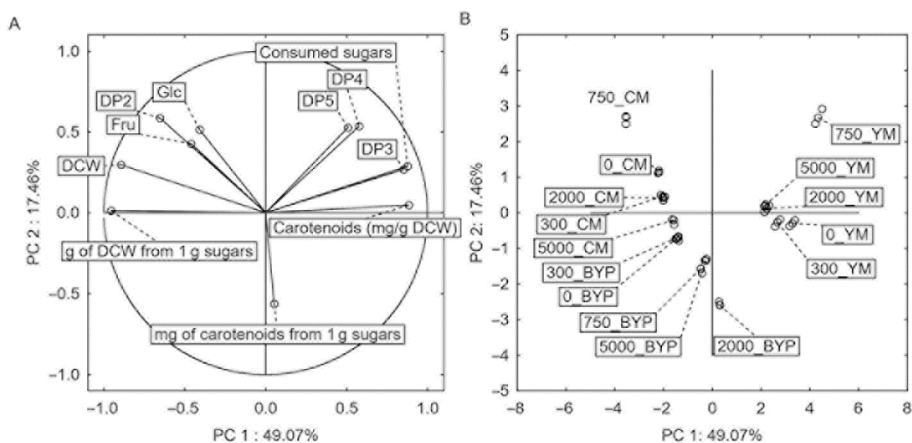 A
1.0
0.5
0.0
−0.5
−1.0
PC 2 : 17.46%
−1.0
−0.5
0.0
0.5
1.0
PC 1 : 49.07%
Consumed sugars
DP4
DP5
DP3
Glc
DP2
Fru
DCW
Carotenoids (mg/g DCW)
g of DCW from 1 g sugars
mg of carotenoids from 1 g sugars
B
5
4
3
2
1
0
−1
−2
−3
−4
−5
PC 2: 17.46%
−8
−6
−4
−2
0
2
4
6
8
PC 1: 49.07%
750_CM
0_CM
2000_CM
300_CM
5000_CM
300_BYP
0_BYP
750_BYP
5000_BYP
2000_BYP
750_YM
5000_YM
2000_YM
0_YM
300_YM